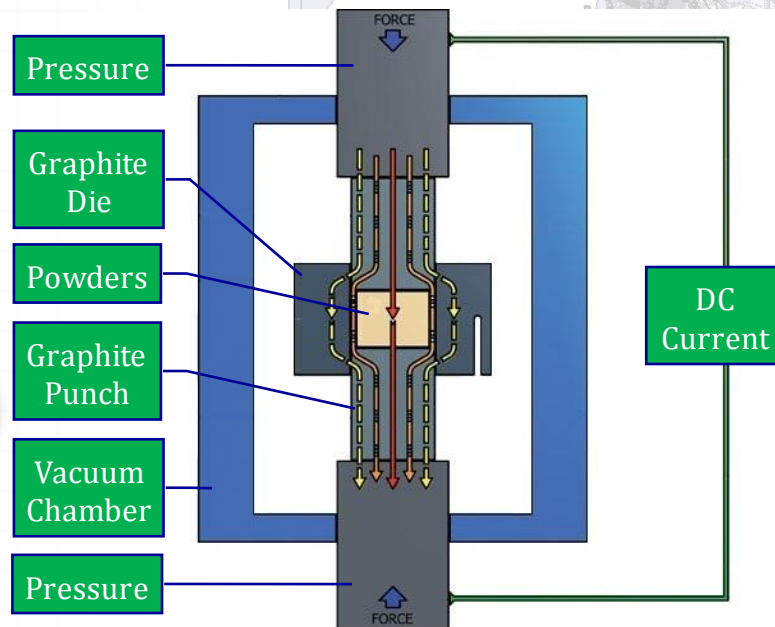 FORCE
Pressure
Graphite
Die
Powders
Graphite
Punch
Vacuum
Chamber
Pressure
DC
Current
FORCE